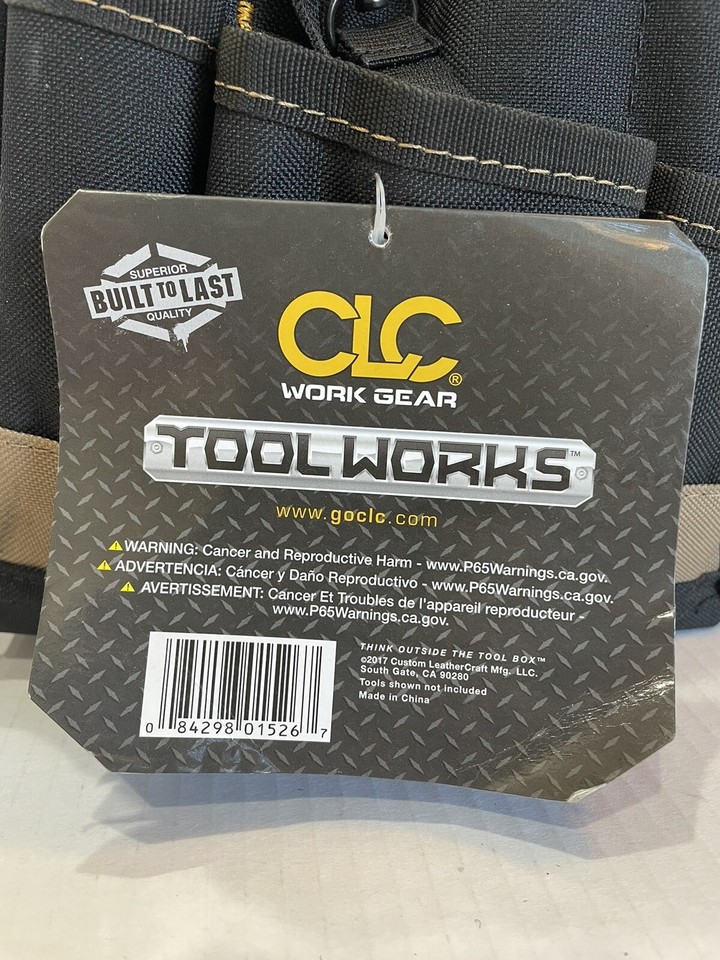 SUPERIOR
BUILT TO LAST
QUALITY
CLC®
WORK GEAR
TOOLWORKS™
www.goclc.com
WARNING: Cancer and Reproductive Harm - www.P65Warnings.ca.gov.
ADVERTENCIA: Cáncer y Daño Reproductivo - www.P65Warnings.ca.gov.
AVERTISSEMENT: Cancer Et Troubles de l'appareil reproducteur -
www.P65Warnings.ca.gov.
THINK OUTSIDE THE TOOL BOX™
©2017 Custom LeatherCraft Mfg. LLC.
South Gate, CA 90280
Tools shown not included
Made in China
0 84298 01526 7